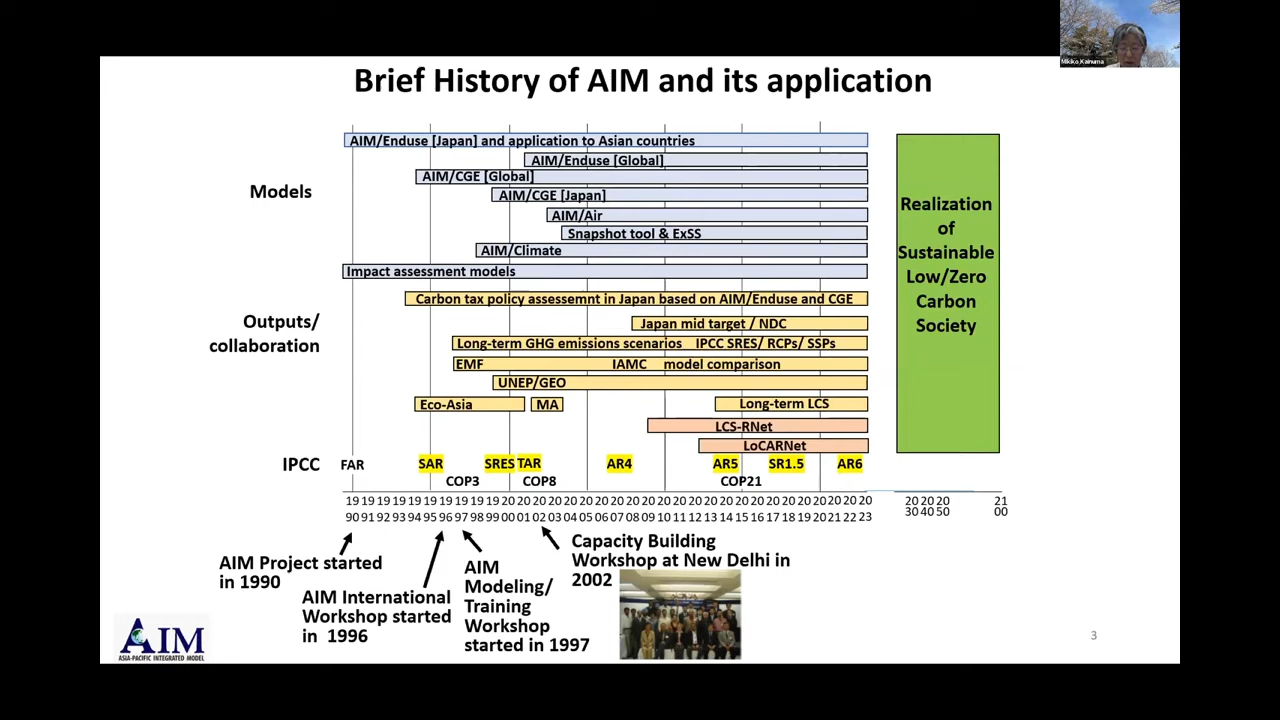 Mikiko Kainuma
Brief History of AIM and its application
Models
AIM/Enduse [Japan] and application to Asian countries
AIM/Enduse [Global]
AIM/CGE [Global]
AIM/CGE [Japan]
AIM/Air
Snapshot tool & ExSS
AIM/Climate
Impact assessment models
Outputs/
collaboration
Carbon tax policy assessemnt in Japan based on AIM/Enduse and CGE
Japan mid target / NDC
Long-term GHG emissions scenarios IPCC SRES/ RCPs/ SSPs
EMF IAMC model comparison
UNEP/GEO
Eco-Asia MA Long-term LCS
LCS-RNet
LoCARNet
Realization
of
Sustainable
Low/Zero
Carbon
Society
IPCC FAR SAR SRES TAR AR4 AR5 SR1.5 AR6
COP3 COP8 COP21
19 19 19 19 19 19 19 19 19 19 20 20 20 20 20 20 20 20 20 20 20 20 20 20 20 20 20 20 20 20 20 20 20 20 20 20 20 21
90 91 92 93 94 95 96 97 98 99 00 01 02 03 04 05 06 07 08 09 10 11 12 13 14 15 16 17 18 19 20 21 22 23 30 40 50 00
AIM Project started
in 1990
AIM International
Workshop started
in 1996
AIM
Modeling/
Training
Workshop
started in 1997
Capacity Building
Workshop at New Delhi in
2002
AIM
ASIA-PACIFIC INTEGRATED MODEL
3